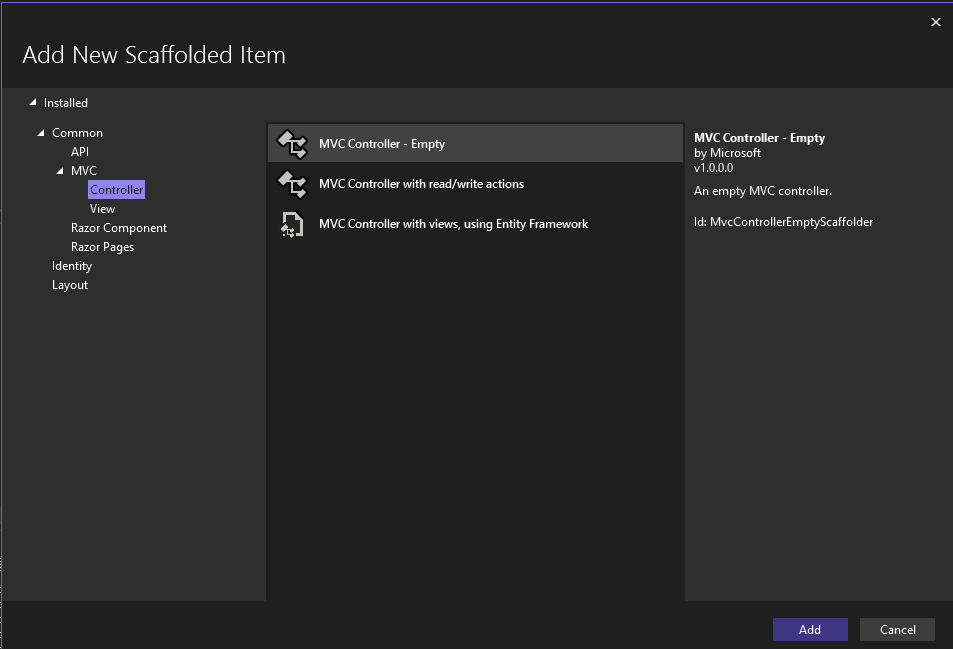 Add New Scaffolded Item
Installed
Common
API
MVC
Controller
View
Razor Component
Razor Pages
Identity
Layout
MVC Controller - Empty
MVC Controller with read/write actions
MVC Controller with views, using Entity Framework
MVC Controller - Empty
by Microsoft
v1.0.0.0
An empty MVC controller.
Id: MvcControllerEmptyScaffolder
Add
Cancel